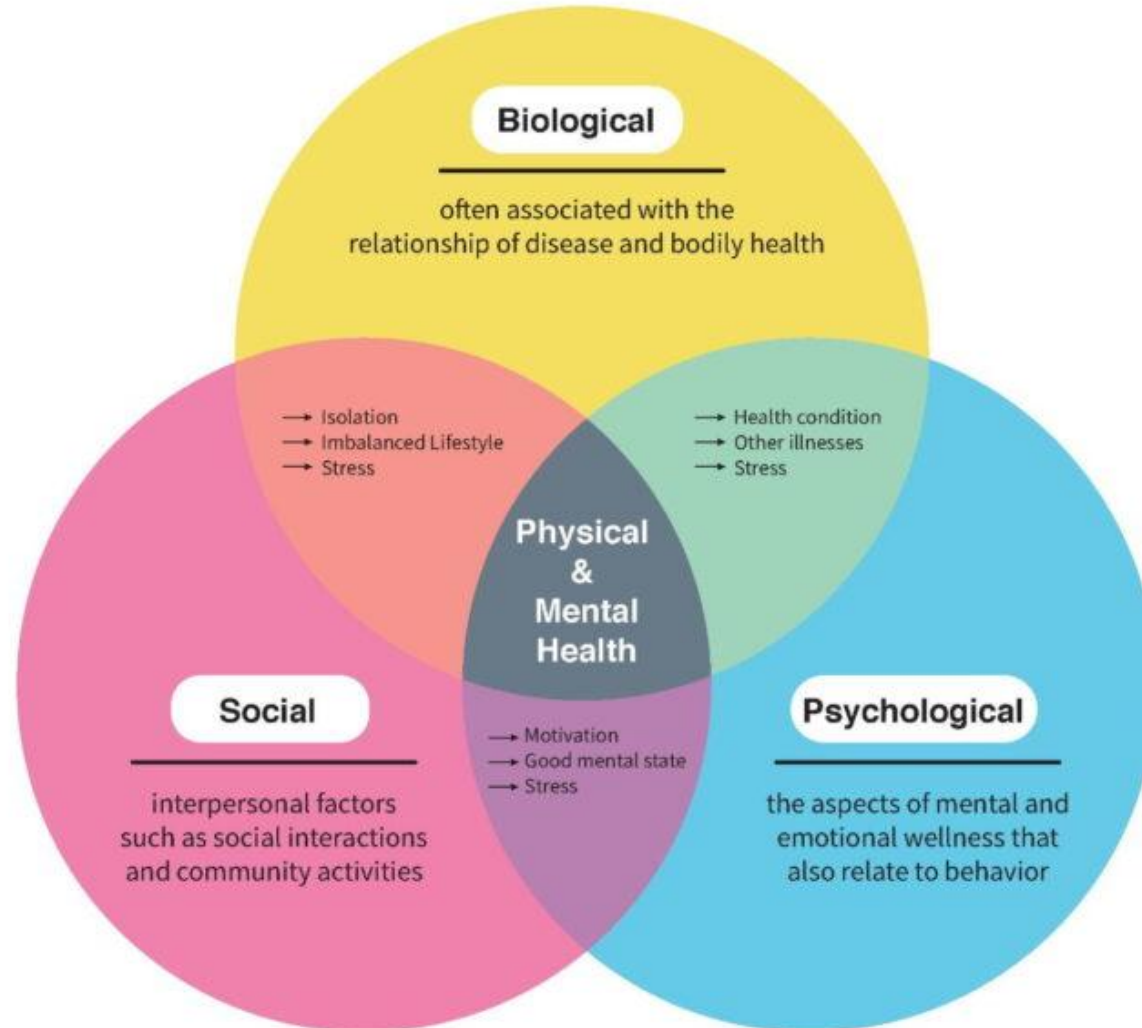 Biological
often associated with the
relationship of disease and bodily health
→ Isolation
→ Imbalanced Lifestyle
→ Stress
→ Health condition
→ Other illnesses
→ Stress
Physical
&
Mental
Health
Social
interpersonal factors
such as social interactions
and community activities
→ Motivation
→ Good mental state
→ Stress
Psychological
the aspects of mental and
emotional wellness that
also relate to behavior